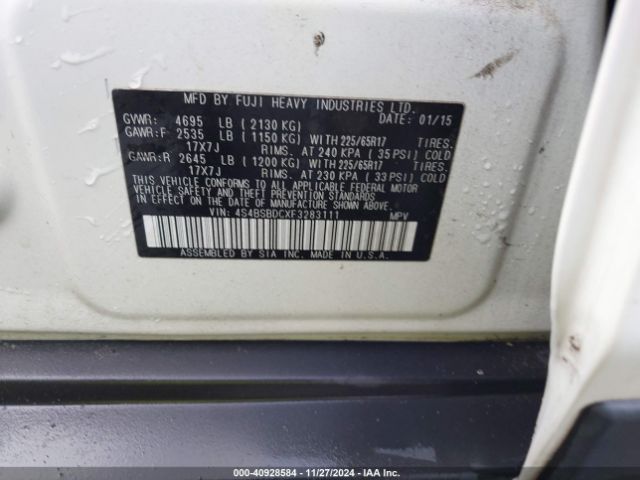 MFD BY FUJI HEAVY INDUSTRIES LTD.
GVWR: 4695 LB ( 2130 KG) DATE: 01/15
GAWR:F 2535 LB ( 1150 KG) WITH 225/65R17 TIRES.
17X7J RIMS. AT 240 KPA ( 35 PSI) COLD
GAWR:R 2645 LB ( 1200 KG) WITH 225/65R17 TIRES.
17X7J RIMS. AT 230 KPA ( 33 PSI) COLD
THIS VEHICLE CONFORMS TO ALL APPLICABLE FEDERAL MOTOR
VEHICLE SAFETY AND BUMPER STANDARDS
IN EFFECT ON THE DATE OF MANUFACTURE SHOWN ABOVE.
VIN: 4S4BSBDCXF3283111 MPV
ASSEMBLED BY SIA INC. MADE IN U.S.A.
000-40928584 | 11/27/2024 - IAA Inc.